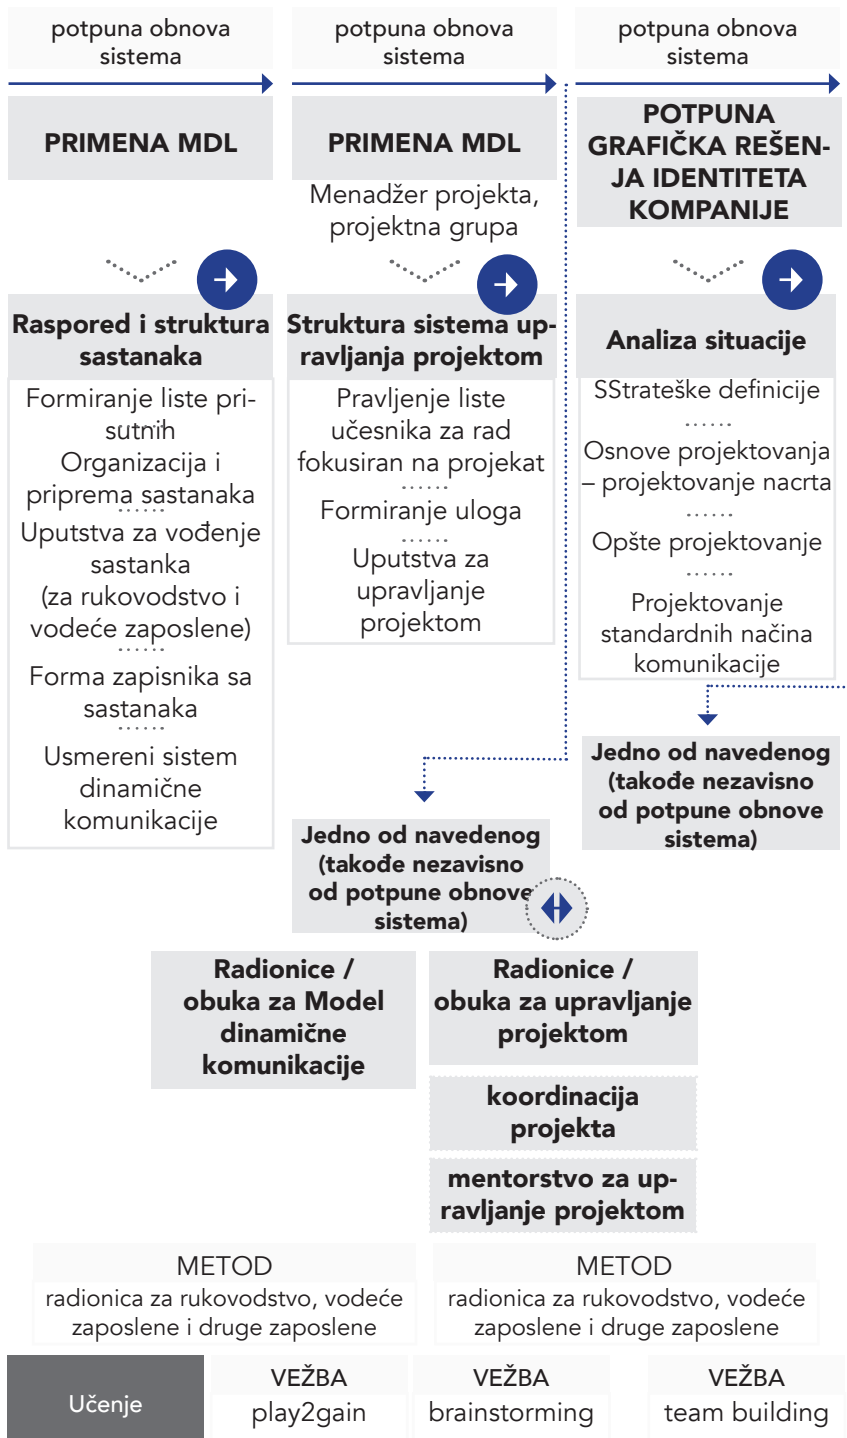 potpuna obnova
sistema
PRIMENA MDL
Raspored i struktura
sastanaka
Formiranje liste pri-
sutnih
Organizacija i
priprema sastanaka
Uputstva za vođenje
sastanka
(za rukovodstvo i
vodeće zaposlene)
Forma zapisnika sa
sastanaka
Usmereni sistem
dinamične
komunikacije
potpuna obnova
sistema
PRIMENA MDL
Menadžer projekta,
projektna grupa
Struktura sistema up-
ravljanja projektom
Pravljenje liste
učesnika za rad
fokusiran na projekat
Formiranje uloga
Uputstva za
upravljanje
projektom
potpuna obnova
sistema
POTPUNA
GRAFIČKA REŠEN-
JA IDENTITETA
KOMPANIJE
Analiza situacije
SStrateške definicije
Osnove projektovanja
– projektovanje nacrta
Opšte projektovanje
Projektovanje
standardnih načina
komunikacije
Jedno od navedenog
(takođe nezavisno
od potpune obnove
sistema)
Jedno od navedenog
(takođe nezavisno
od potpune obnove
sistema)
Radionice /
obuka za Model
dinamične
komunikacije
Radionice /
obuka za upravljanje
projektom
koordinacija
projekta
mentorstvo za up-
ravljanje projektom
METOD
radionica za rukovodstvo, vodeće
zaposlene i druge zaposlene
METOD
radionica za rukovodstvo, vodeće
zaposlene i druge zaposlene
Učenje
VEŽBA
play2gain
VEŽBA
brainstorming
VEŽBA
team building